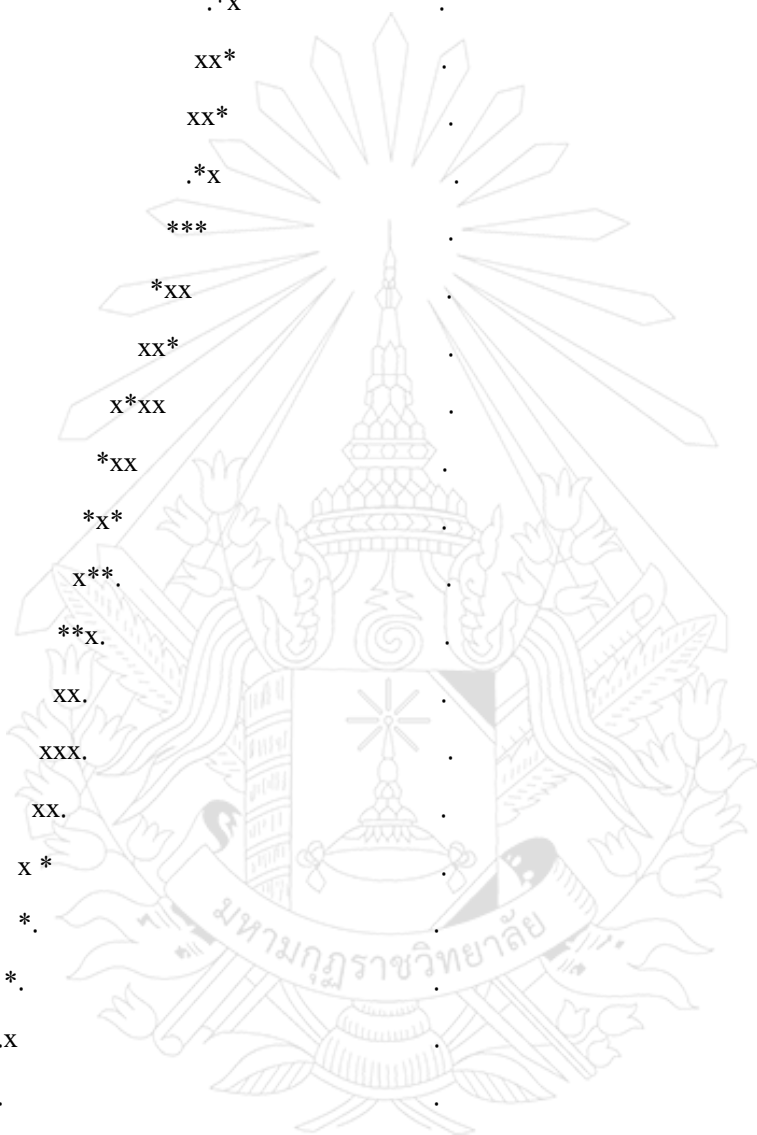 .*x .
xx* .
xx* .
.*x .
*** .
*xx .
xx* .
x*xx .
*xx .
*x* .
x**. .
**x. .
xx. .
xxx. .
xx. .
x * .
*. .
*. .
.x .
. .
มหามกุฏราชวิทยาลัย